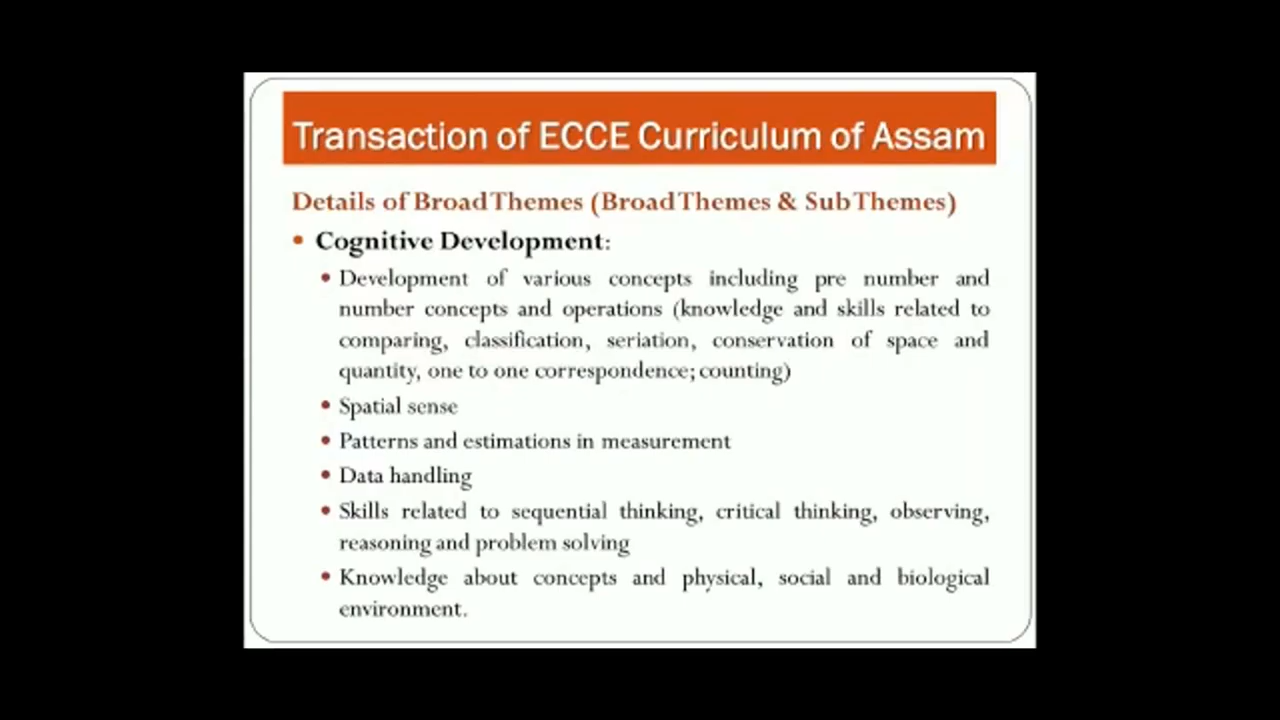 Transaction of ECCE Curriculum of Assam
Details of Broad Themes (Broad Themes & Sub Themes)
• Cognitive Development:
• Development of various concepts including pre number and
number concepts and operations (knowledge and skills related to
comparing, classification, seriation, conservation of space and
quantity, one to one correspondence; counting)
• Spatial sense
• Patterns and estimations in measurement
• Data handling
• Skills related to sequential thinking, critical thinking, observing,
reasoning and problem solving
• Knowledge about concepts and physical, social and biological
environment.